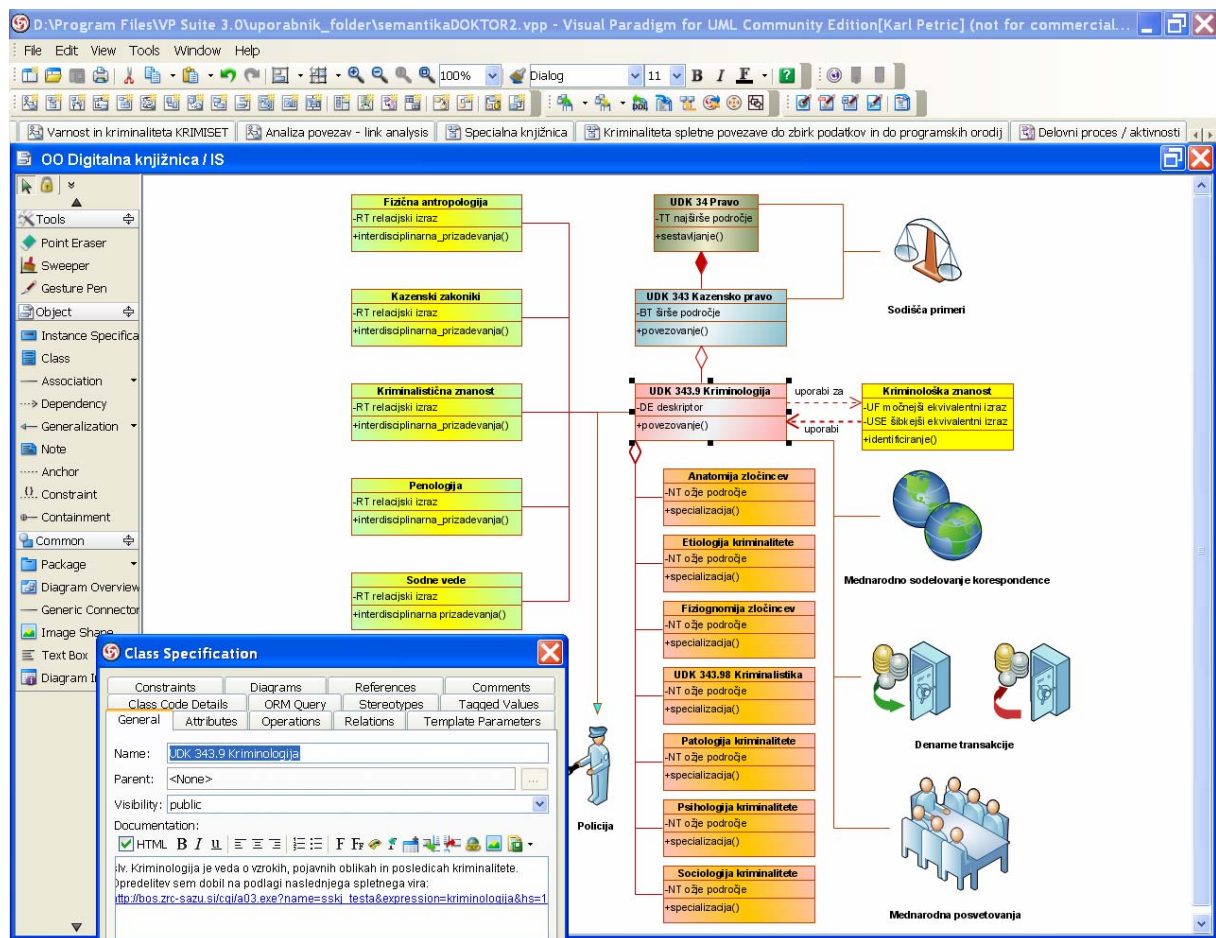 D:\Program Files\VP Suite 3.0\uporabnik_folder\semantikaDOKTOR2.vpp - Visual Paradigm for UML Community Edition[Karl Petric] (not for commercial...
File Edit View Tools Window Help
100% Dialog 11 B I F
Varnost in kriminaliteta KRIMISET
Analiza povezav - link analysis
Specialna knjižnica
Kriminaliteta spletne povezave do zbirk podatkov in do programskih orodij
Delovni proces / aktivnosti
OO Digitalna knjižnica / IS
Tools
Point Eraser
Sweeper
Gesture Pen
Object
Instance Specifica
Class
Association
Dependency
Generalization
Note
Anchor
Constraint
Containment
Common
Package
Diagram Overview
Generic Connector
Image Shape
Text Box
Diagram I
Fizična antropologija
-RT relacijski izraz
+interdisciplinarna_prizadevanja()
Kazenski zakoniki
-RT relacijski izraz
+interdisciplinarna_prizadevanja()
Kriminalistična znanost
-RT relacijski izraz
+interdisciplinarna_prizadevanja()
Penologija
-RT relacijski izraz
+interdisciplinarna_prizadevanja()
Sodne vede
-RT relacijski izraz
+interdisciplinarna prizadevanja()
UDK 34 Pravo
-TT najširše področje
+sestavljanje()
UDK 343 Kazensko pravo
-BT širše področje
+povezovanje()
UDK 343.9 Kriminologija
-DE deskriptor
+povezovanje()
uporabi za
uporabi
Kriminološka znanost
-UF močnejši ekvivalentni izraz
-USE šibkejši ekvivalentni izraz
+identificiranje()
Anatomija zločincev
-NT ožje področje
+specializacija()
Etiologija kriminalitete
-NT ožje področje
+specializacija()
Fiziognomija zločincev
-NT ožje področje
+specializacija()
UDK 343.98 Kriminalistika
-NT ožje področje
+specializacija()
Patologija kriminalitete
-NT ožje področje
+specializacija()
Psihologija kriminalitete
-NT ožje področje
+specializacija()
Sociologija kriminalitete
-NT ožje področje
+specializacija()
Sodišča primeri
Mednarodno sodelovanje korespondence
Denarne transakcije
Mednarodna posvetovanja
Policija
Class Specification
Constraints Diagrams References Comments
Class Code Details ORM Query Stereotypes Tagged Values
General Attributes Operations Relations Template Parameters
Name: UDK 343.9 Kriminologija
Parent: <None> ...
Visibility: public
Documentation:
HTML B I U F FF
Kriminologija je veda o vzrokih, pojavnih oblikah in posledicah kriminalitete.
Opredelitev sem dobil na podlagi naslednjega spletnega vira:
http://bos.zrc-sazu.si/cgi/a03.exe?name=sskj_testa&expression=kriminologija&hs=1